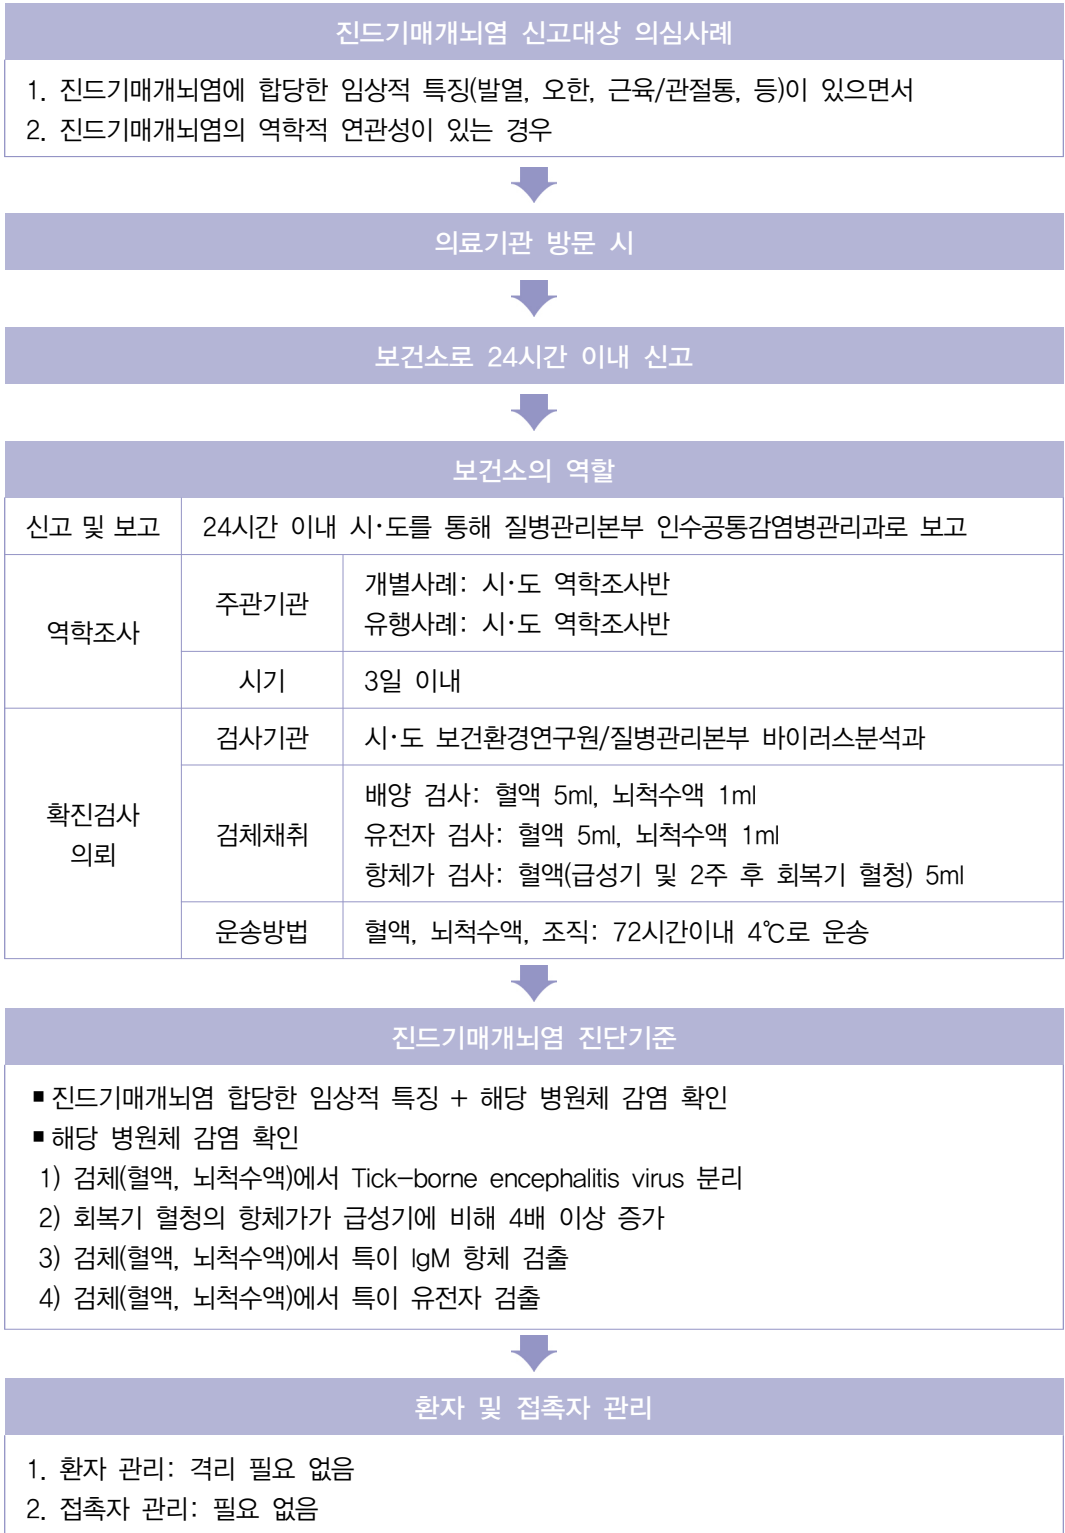 진드기매개뇌염 신고대상 의심사례
1. 진드기매개뇌염에 합당한 임상적 특징(발열, 오한, 근육/관절통, 등)이 있으면서
2. 진드기매개뇌염의 역학적 연관성이 있는 경우
의료기관 방문 시
보건소로 24시간 이내 신고
보건소의 역할
신고 및 보고
24시간 이내 시·도를 통해 질병관리본부 인수공통감염병관리과로 보고
역학조사
주관기관
개별사례: 시·도 역학조사반
유행사례: 시·도 역학조사반
시기
3일 이내
확진검사
의뢰
검사기관
시·도 보건환경연구원/질병관리본부 바이러스분석과
검체채취
배양 검사: 혈액 5ml, 뇌척수액 1ml
유전자 검사: 혈액 5ml, 뇌척수액 1ml
항체가 검사: 혈액(급성기 및 2주 후 회복기 혈청) 5ml
운송방법
혈액, 뇌척수액, 조직: 72시간이내 4℃로 운송
진드기매개뇌염 진단기준
▪ 진드기매개뇌염 합당한 임상적 특징 + 해당 병원체 감염 확인
▪ 해당 병원체 감염 확인
1) 검체(혈액, 뇌척수액)에서 Tick-borne encephalitis virus 분리
2) 회복기 혈청의 항체가가 급성기에 비해 4배 이상 증가
3) 검체(혈액, 뇌척수액)에서 특이 IgM 항체 검출
4) 검체(혈액, 뇌척수액)에서 특이 유전자 검출
환자 및 접촉자 관리
1. 환자 관리: 격리 필요 없음
2. 접촉자 관리: 필요 없음